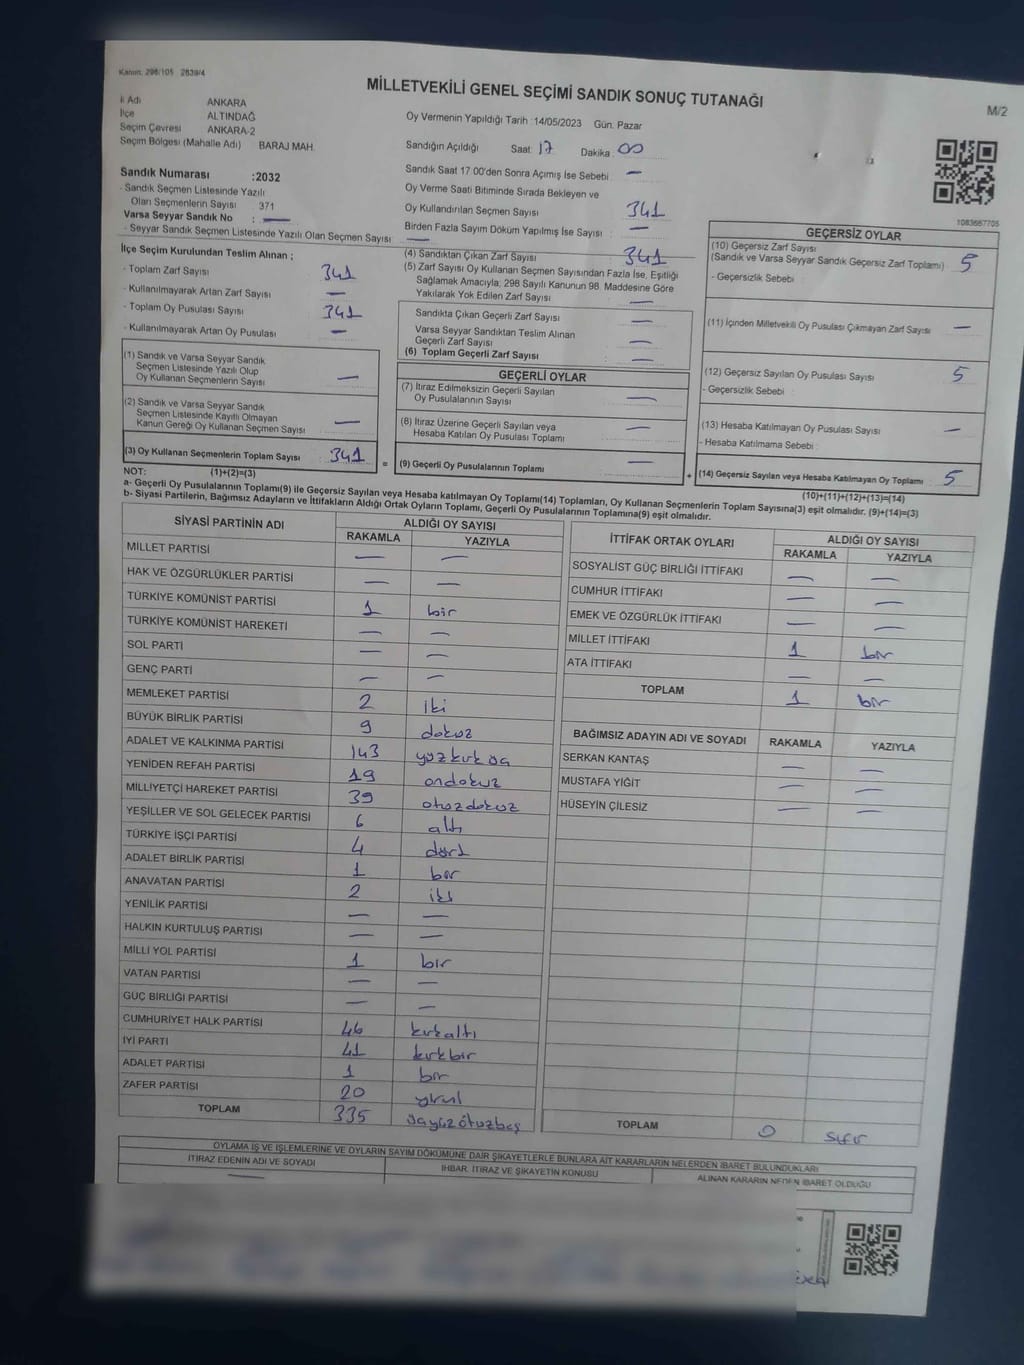 Kanun: 298/105 2839/4
MİLLETVEKİLİ GENEL SEÇİMİ SANDIK SONUÇ TUTANAĞI
M/2
İl Adı ANKARA
İlçe ALTINDAĞ
Seçim Çevresi ANKARA-2
Seçim Bölgesi (Mahalle Adı) BARAJ MAH.
Oy Vermenin Yapıldığı Tarih :14/05/2023 Gün: Pazar
Sandığın Açıldığı Saat: 17 Dakika: 00
Sandık Saat 17:00'den Sonra Açımış İse Sebebi : —
Oy Verme Saati Bitiminde Sırada Bekleyen ve
Oy Kullandırılan Seçmen Sayısı 341
Birden Fazla Sayım Döküm Yapılmış İse Sayısı : —
Sandık Numarası :2032
- Sandık Seçmen Listesinde Yazılı
Olan Seçmenlerin Sayısı 371
Varsa Seyyar Sandık No : —
- Seyyar Sandık Seçmen Listesinde Yazılı Olan Seçmen Sayısı —
İlçe Seçim Kurulundan Teslim Alınan ;
- Toplam Zarf Sayısı 341
- Kullanılmayarak Artan Zarf Sayısı —
- Toplam Oy Pusulası Sayısı 341
- Kullanılmayarak Artan Oy Pusulası —
(1) Sandık ve Varsa Seyyar Sandık
Seçmen Listesinde Yazılı Olup
Oy Kullanan Seçmenlerin Sayısı —
(2) Sandık ve Varsa Seyyar Sandık
Seçmen Listesinde Kayıtlı Olmayan
Kanun Gereği Oy Kullanan Seçmen Sayısı —
(3) Oy Kullanan Seçmenlerin Toplam Sayısı 341
(1)+(2)=(3)
(4) Sandıktan Çıkan Zarf Sayısı 341
(5) Zarf Sayısı Oy Kullanan Seçmen Sayısından Fazla İse, Eşitliği
Sağlamak Amacıyla, 298 Sayılı Kanunun 98. Maddesine Göre
Yakılarak Yok Edilen Zarf Sayısı —
Sandıkta Çıkan Geçerli Zarf Sayısı : —
Varsa Seyyar Sandıktan Teslim Alınan
Geçerli Zarf Sayısı : —
(6) Toplam Geçerli Zarf Sayısı : —
GEÇERLİ OYLAR
(7) İtiraz Edilmeksizin Geçerli Sayılan
Oy Pusulalarının Sayısı —
(8) İtiraz Üzerine Geçerli Sayılan veya
Hesaba Katılan Oy Pusulası Toplamı —
= (9) Geçerli Oy Pusulalarının Toplamı —
1083667705
GEÇERSİZ OYLAR
(10) Geçersiz Zarf Sayısı
(Sandık ve Varsa Seyyar Sandık Geçersiz Zarf Toplamı) 5
- Geçersizlik Sebebi :
(11) İçinden Milletvekili Oy Pusulası Çıkmayan Zarf Sayısı —
(12) Geçersiz Sayılan Oy Pusulası Sayısı 5
- Geçersizlik Sebebi :
(13) Hesaba Katılmayan Oy Pusulası Sayısı —
- Hesaba Katılmama Sebebi :
+ (14) Geçersiz Sayılan veya Hesaba Katılmayan Oy Toplamı 5
(10)+(11)+(12)+(13)=(14)
NOT:
a- Geçerli Oy Pusulalarının Toplamı(9) ile Geçersiz Sayılan veya Hesaba katılmayan Oy Toplamı(14) Toplamları, Oy Kullanan Seçmenlerin Toplam Sayısına(3) eşit olmalıdır. (9)+(14)=(3)
b- Siyasi Partilerin, Bağımsız Adayların ve İttifakların Aldığı Ortak Oyların Toplamı, Geçerli Oy Pusulalarının Toplamına(9) eşit olmalıdır.
SİYASİ PARTİNİN ADI ALDIĞI OY SAYISI
RAKAMLA YAZIYLA
MİLLET PARTİSİ — —
HAK VE ÖZGÜRLÜKLER PARTİSİ — —
TÜRKİYE KOMÜNİST PARTİSİ 1 bir
TÜRKİYE KOMÜNİST HAREKETİ — —
SOL PARTİ — —
GENÇ PARTİ — —
MEMLEKET PARTİSİ 2 iki
BÜYÜK BİRLİK PARTİSİ 9 dokuz
ADALET VE KALKINMA PARTİSİ 143 yüzkırküç
YENİDEN REFAH PARTİSİ 19 ondokuz
MİLLİYETÇİ HAREKET PARTİSİ 39 otuzdokuz
YEŞİLLER VE SOL GELECEK PARTİSİ 6 altı
TÜRKİYE İŞÇİ PARTİSİ 4 dört
ADALET BİRLİK PARTİSİ 1 bir
ANAVATAN PARTİSİ 2 iki
YENİLİK PARTİSİ — —
HALKIN KURTULUŞ PARTİSİ — —
MİLLİ YOL PARTİSİ 1 bir
VATAN PARTİSİ — —
GÜÇ BİRLİĞİ PARTİSİ — —
CUMHURİYET HALK PARTİSİ 46 kırkaltı
İYİ PARTİ 41 kırkbir
ADALET PARTİSİ 1 bir
ZAFER PARTİSİ 20 yirmi
TOPLAM 335 üçyüzotuzbeş
İTTİFAK ORTAK OYLARI ALDIĞI OY SAYISI
RAKAMLA YAZIYLA
SOSYALİST GÜÇ BİRLİĞİ İTTİFAKI — —
CUMHUR İTTİFAKI — —
EMEK VE ÖZGÜRLÜK İTTİFAKI — —
MİLLET İTTİFAKI 1 bir
ATA İTTİFAKI — —
TOPLAM 1 bir
BAĞIMSIZ ADAYIN ADI VE SOYADI RAKAMLA YAZIYLA
SERKAN KANTAŞ — —
MUSTAFA YİĞİT — —
HÜSEYİN ÇİLESİZ — —
TOPLAM 0 sıfır
OYLAMA İŞ VE İŞLEMLERİNE VE OYLARIN SAYIM DÖKÜMÜNE DAİR ŞİKAYETLERLE BUNLARA AİT KARARLARIN NELERDEN İBARET BULUNDUKLARI
İTİRAZ EDENİN ADI VE SOYADI İHBAR, İTİRAZ VE ŞİKAYETİN KONUSU ALINAN KARARIN NEDEN İBARET OLDUĞU
—